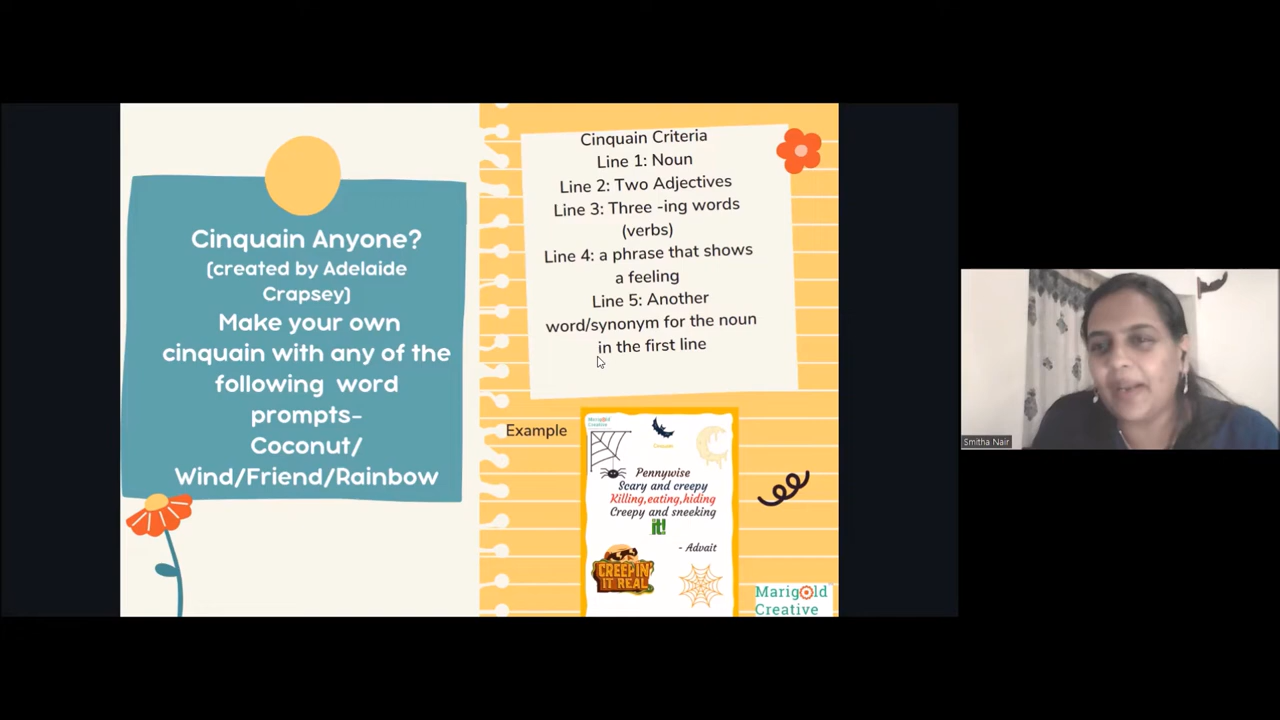 Cinquain Anyone?
(created by Adelaide
Crapsey)
Make your own
cinquain with any of the
following word
prompts-
Coconut/
Wind/Friend/Rainbow
Cinquain Criteria
Line 1: Noun
Line 2: Two Adjectives
Line 3: Three -ing words
(verbs)
Line 4: a phrase that shows
a feeling
Line 5: Another
word/synonym for the noun
in the first line
Example
Marigold
Creative
Cinquain
Pennywise
Scary and creepy
Killing,eating,hiding
Creepy and sneeking
it!
- Advait
CREEPIN'
IT REAL
Marigold
Creative
Smitha Nair